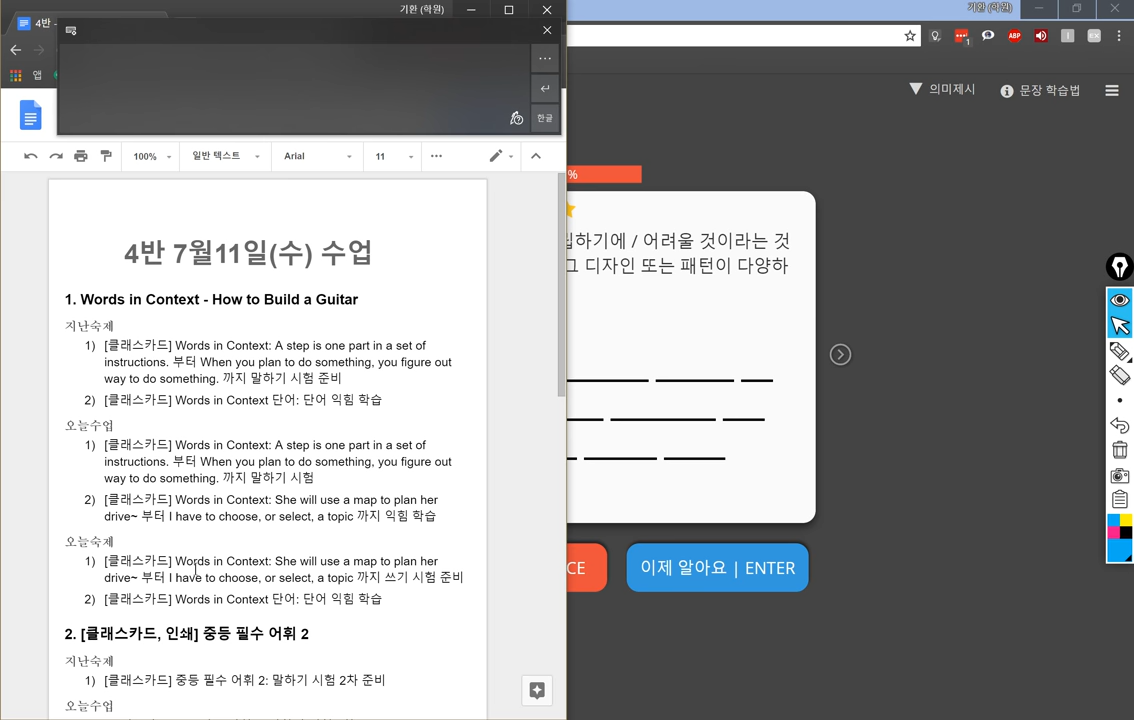 기환 (학원)
4반 -
앱
한글
100%
일반 텍스트
Arial
11
4반 7월11일(수) 수업
1. Words in Context - How to Build a Guitar
지난숙제
1) [클래스카드] Words in Context: A step is one part in a set of
instructions. 부터 When you plan to do something, you figure out
way to do something. 까지 말하기 시험 준비
2) [클래스카드] Words in Context 단어: 단어 익힘 학습
오늘수업
1) [클래스카드] Words in Context: A step is one part in a set of
instructions. 부터 When you plan to do something, you figure out
way to do something. 까지 말하기 시험
2) [클래스카드] Words in Context: She will use a map to plan her
drive~ 부터 I have to choose, or select, a topic 까지 익힘 학습
오늘숙제
1) [클래스카드] Words in Context: She will use a map to plan her
drive~ 부터 I have to choose, or select, a topic 까지 쓰기 시험 준비
2) [클래스카드] Words in Context 단어: 단어 익힘 학습
2. [클래스카드, 인쇄] 중등 필수 어휘 2
지난숙제
1) [클래스카드] 중등 필수 어휘 2: 말하기 시험 2차 준비
오늘수업
기환 (학원)
1
ABP
의미제시
문장 학습법
%
하기에 / 어려울 것이라는 것
그 디자인 또는 패턴이 다양하
CE
이제 알아요 | ENTER